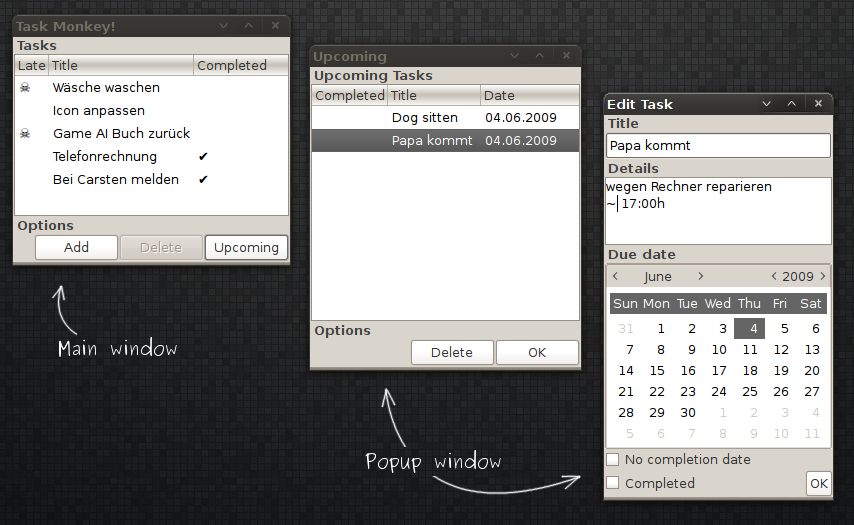 Task Monkey!
Tasks
Late Title Completed
☠ Wäsche waschen
Icon anpassen
☠ Game AI Buch zurück
Telefonrechnung ✔
Bei Carsten melden ✔
Options
Add Delete Upcoming
Main window
Upcoming
Upcoming Tasks
Completed Title Date
Dog sitten 04.06.2009
Papa kommt 04.06.2009
Options
Delete OK
Popup window
Edit Task
Title
Papa kommt
Details
wegen Rechner reparieren
~ 17:00h
Due date
< June > < 2009 >
Sun Mon Tue Wed Thu Fri Sat
31 1 2 3 4 5 6
7 8 9 10 11 12 13
14 15 16 17 18 19 20
21 22 23 24 25 26 27
28 29 30 1 2 3 4
5 6 7 8 9 10 11
No completion date
Completed OK